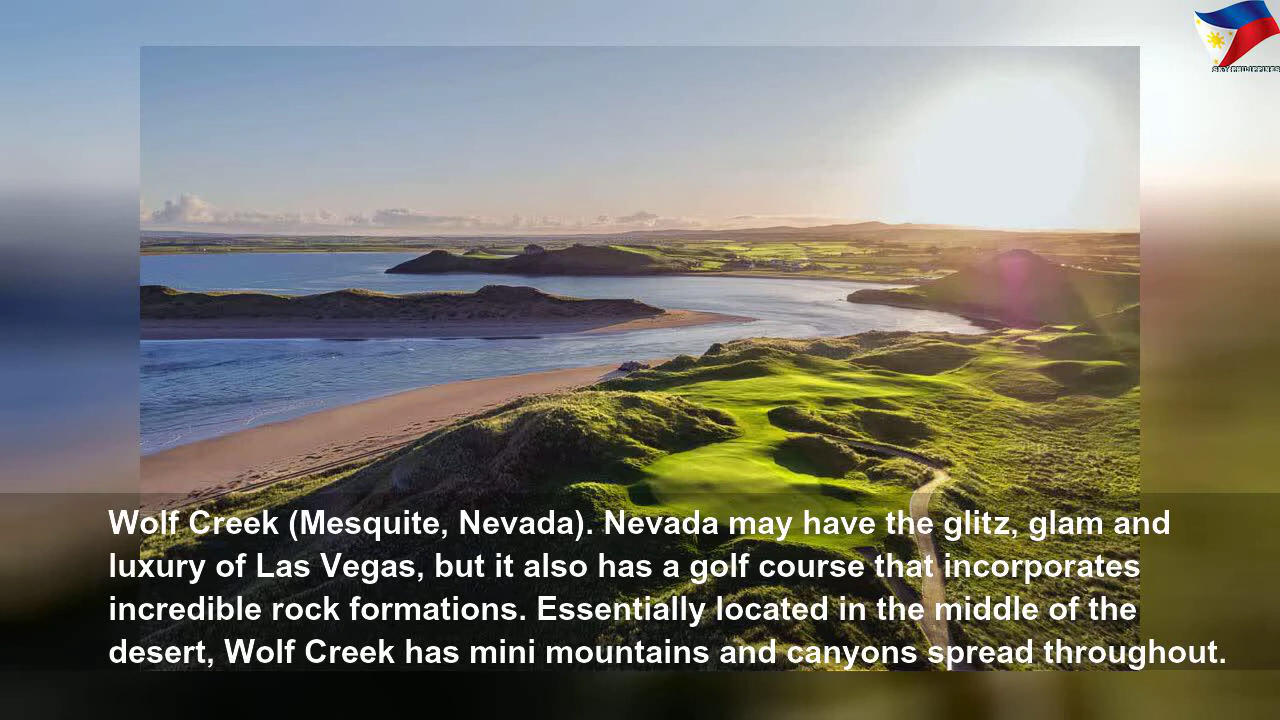 Wolf Creek (Mesquite, Nevada). Nevada may have the glitz, glam and
luxury of Las Vegas, but it also has a golf course that incorporates
incredible rock formations. Essentially located in the middle of the
desert, Wolf Creek has mini mountains and canyons spread throughout.